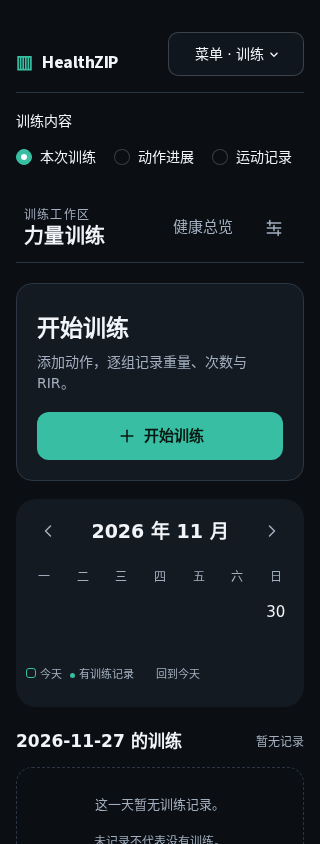 HealthZIP
菜单 · 训练
训练内容
本次训练 动作进展 运动记录
训练工作区
力量训练
健康总览
开始训练
添加动作，逐组记录重量、次数与
RIR。
开始训练
2026 年 11 月
一 二 三 四 五 六 日
30
今天 有训练记录 回到今天
2026-11-27 的训练
暂无记录
这一天暂无训练记录。
未记录不代表没有训练。